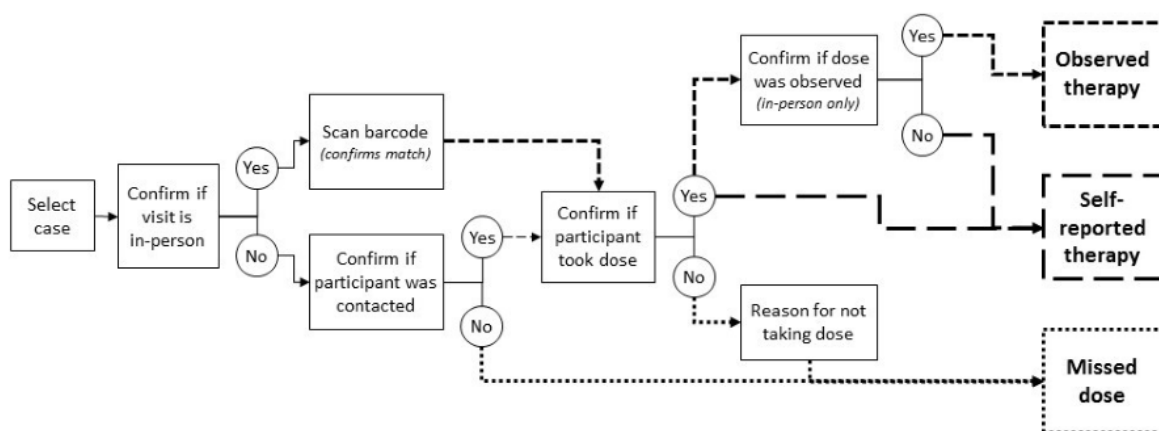 Select
case
Confirm if
visit is
in-person
Yes
No
Scan barcode
(confirms match)
Confirm if
participant was
contacted
Yes
No
Confirm if
participant
took dose
Yes
No
Confirm if dose
was observed
(in-person only)
Yes
No
Reason for not
taking dose
Observed
therapy
Self-
reported
therapy
Missed
dose